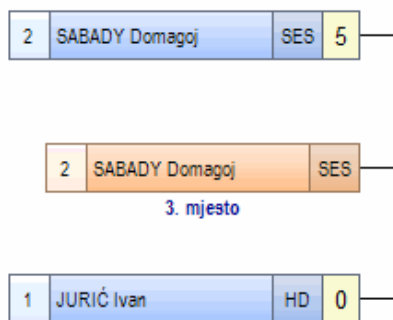 2 SABADY Domagoj SES 5
2 SABADY Domagoj SES
3. mjesto
1 JURIĆ Ivan HD 0